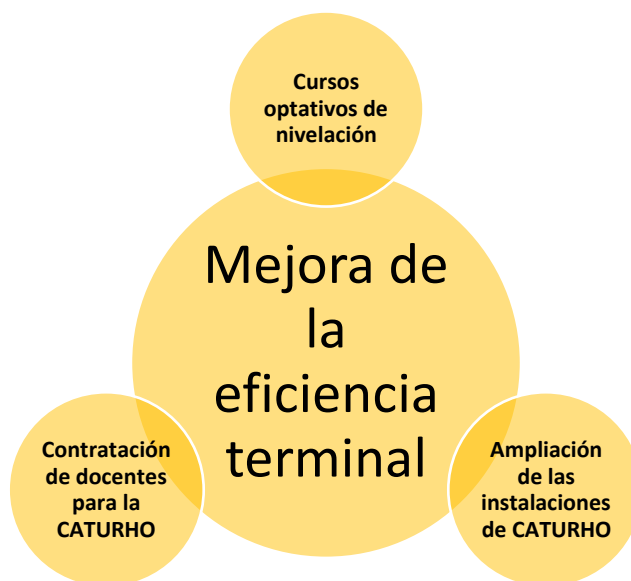 Cursos
optativos de
nivelación
Mejora de
la
eficiencia
terminal
Contratación
de docentes
para la
CATURHO
Ampliación
de las
instalaciones
de CATURHO